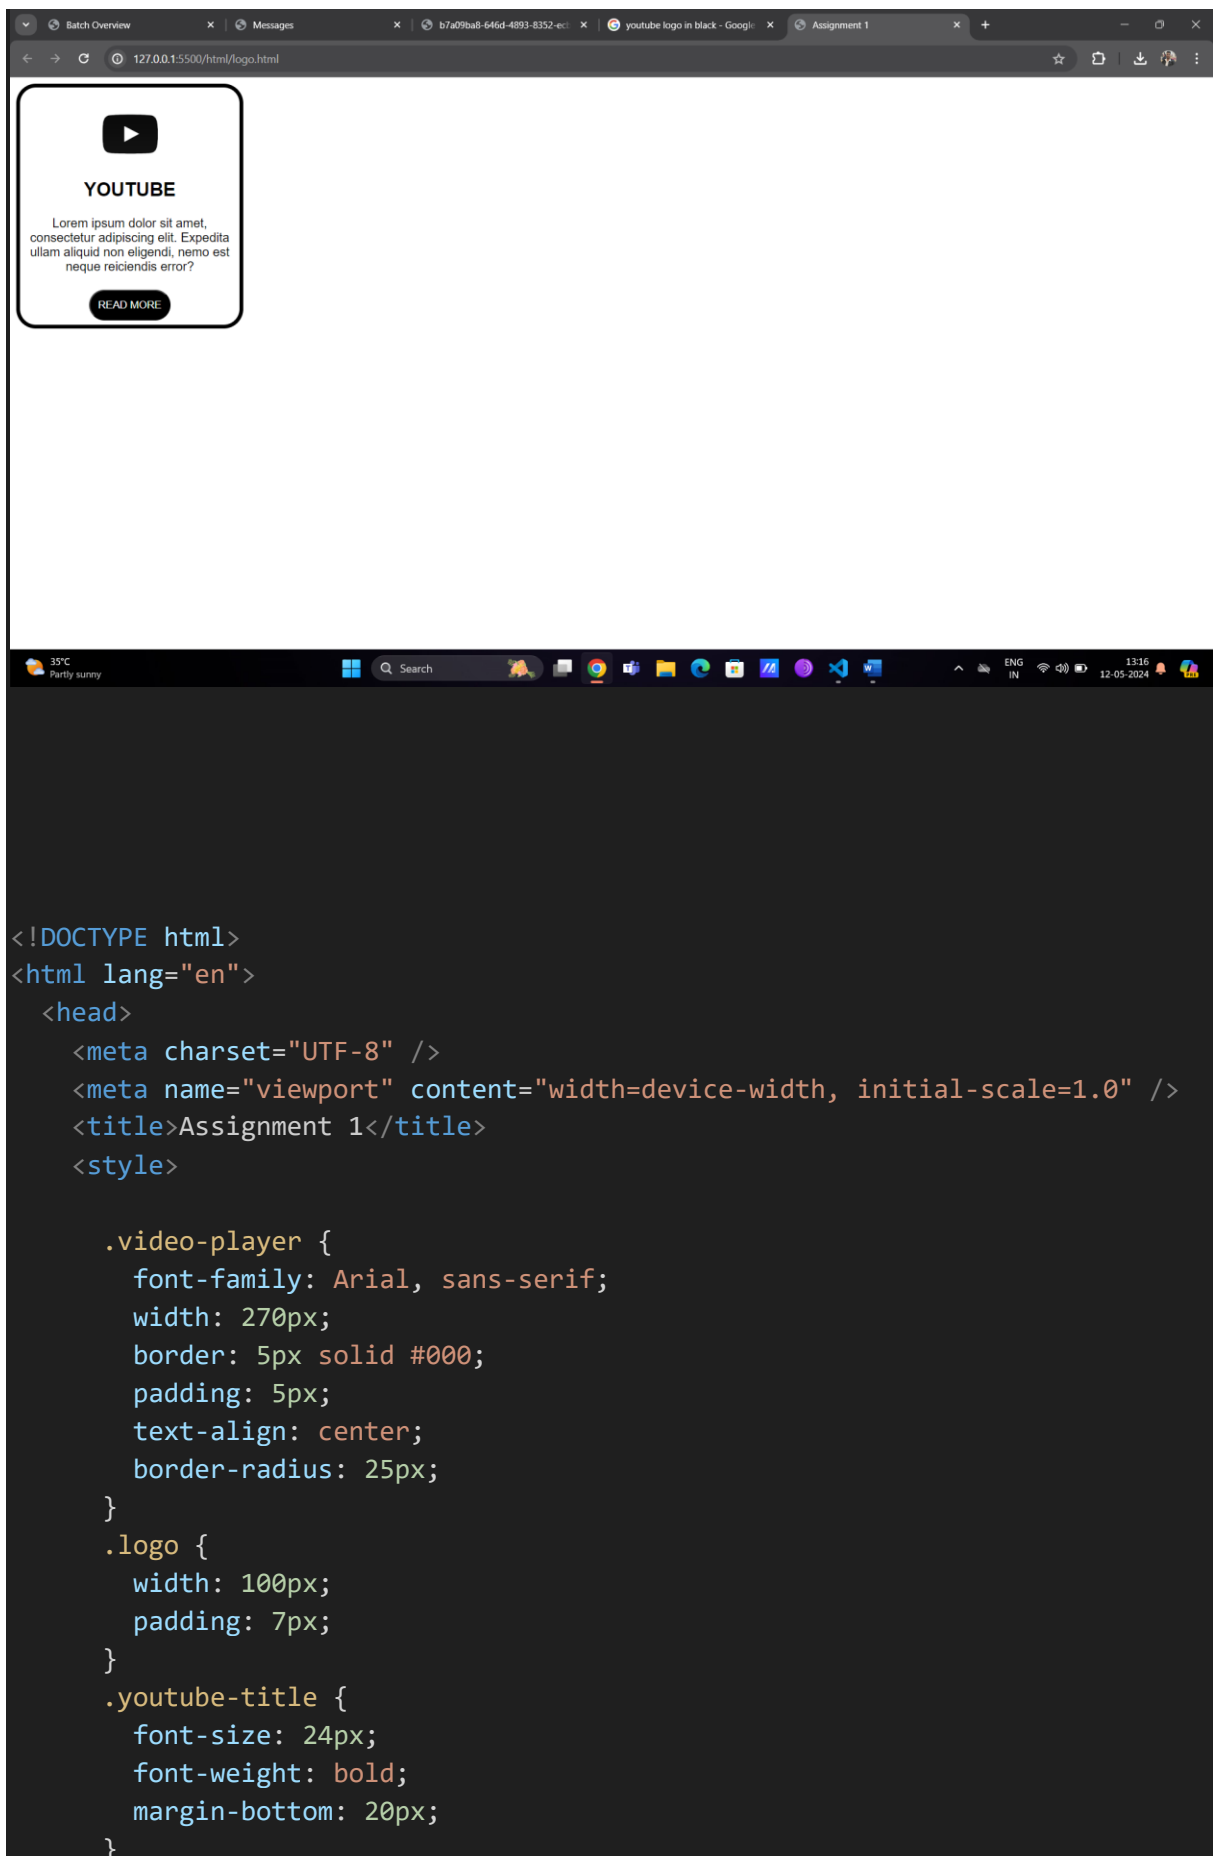 Batch Overview
Messages
b7a09ba8-646d-4893-8352-ec
youtube logo in black - Google
Assignment 1
127.0.0.1:5500/html/logo.html
YOUTUBE
Lorem ipsum dolor sit amet,
consectetur adipiscing elit. Expedita
ullam aliquid non eligendi, nemo est
neque reiciendis error?
READ MORE
35°C
Partly sunny
Search
ENG
IN
13:16
12-05-2024
<!DOCTYPE html>
<html lang="en">
  <head>
    <meta charset="UTF-8" />
    <meta name="viewport" content="width=device-width, initial-scale=1.0" />
    <title>Assignment 1</title>
    <style>
      .video-player {
        font-family: Arial, sans-serif;
        width: 270px;
        border: 5px solid #000;
        padding: 5px;
        text-align: center;
        border-radius: 25px;
      }
      .logo {
        width: 100px;
        padding: 7px;
      }
      .youtube-title {
        font-size: 24px;
        font-weight: bold;
        margin-bottom: 20px;
      }